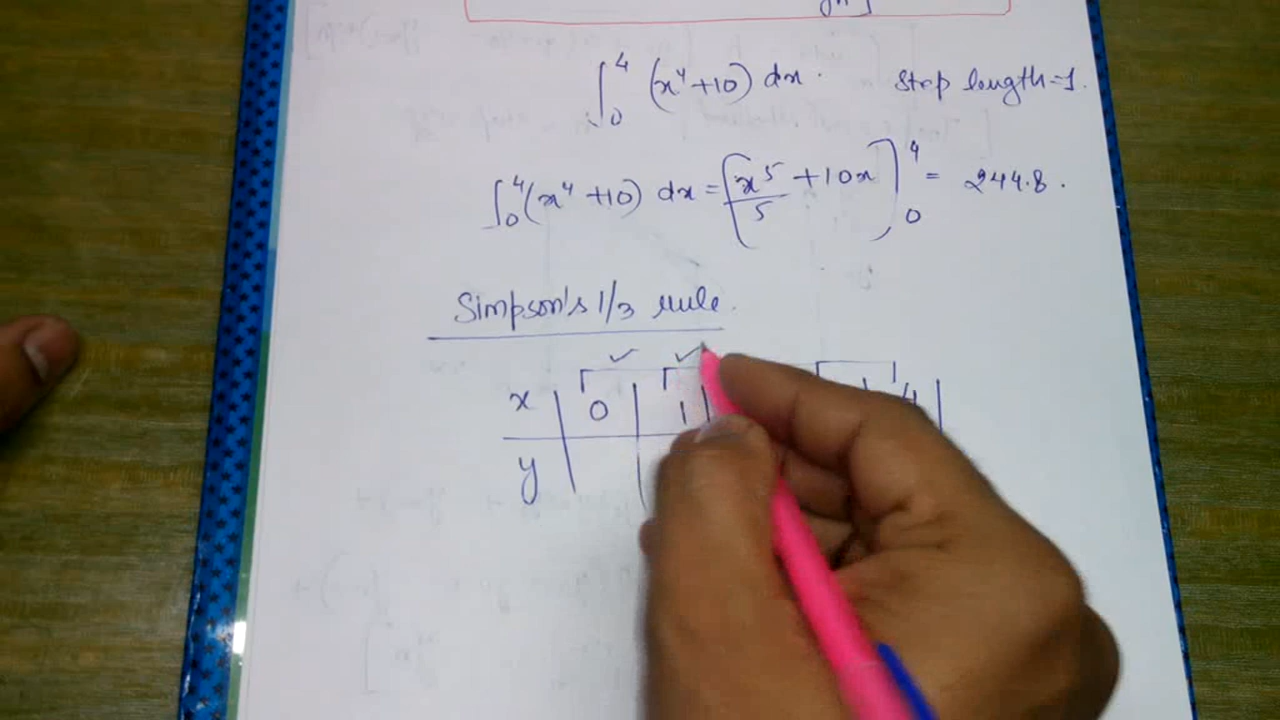 ∫₀⁴ (x⁴+10) dx. Step length=1.
∫₀⁴(x⁴+10) dx = [x⁵/5 +10x]₀⁴ = 244.8.
Simpson's 1/3 rule.
x | 0 | 1 | 4 |
y